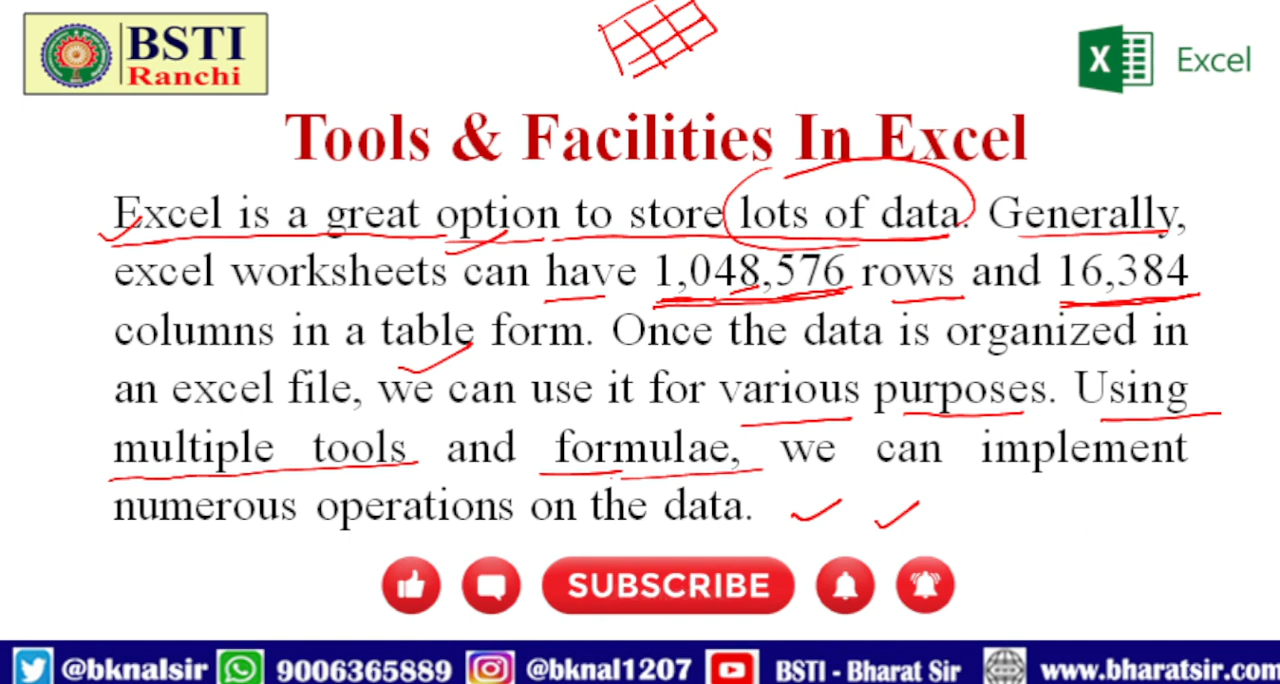 BSTI
Ranchi
X
Excel
Tools & Facilities In Excel
Excel is a great option to store lots of data. Generally,
excel worksheets can have 1,048,576 rows and 16,384
columns in a table form. Once the data is organized in
an excel file, we can use it for various purposes. Using
multiple tools and formulae, we can implement
numerous operations on the data.
SUBSCRIBE
@bknalsir 9006365889 @bknal1207 BSTI - Bharat Sir www.bharatsir.com